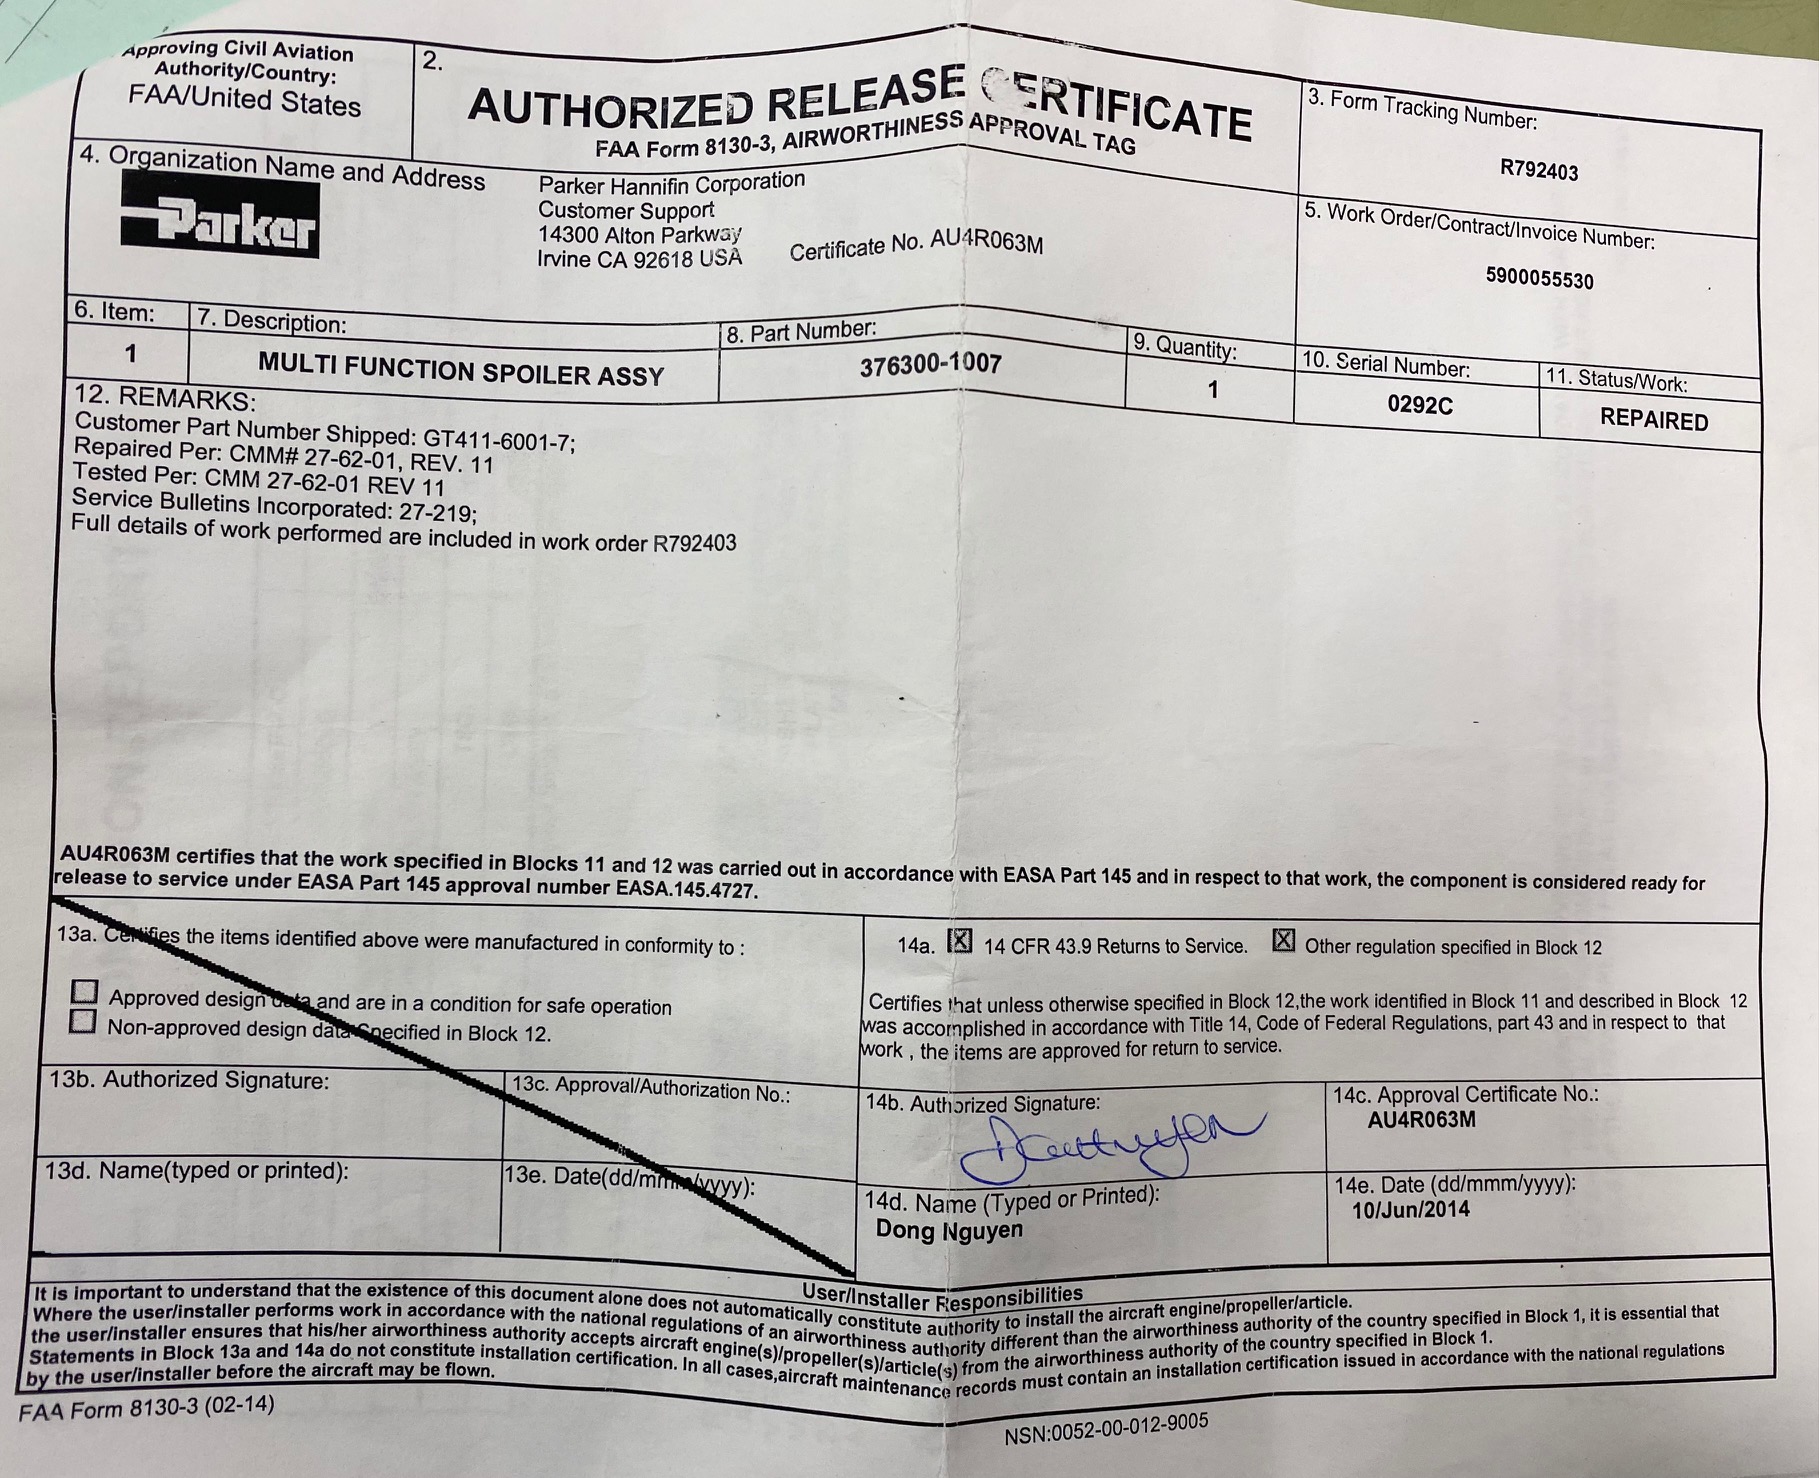 Approving Civil Aviation
Authority/Country:
FAA/United States
2.
AUTHORIZED RELEASE CERTIFICATE
FAA Form 8130-3, AIRWORTHINESS APPROVAL TAG
3. Form Tracking Number:
R792403
4. Organization Name and Address
Parker
Parker Hannifin Corporation
Customer Support
14300 Alton Parkway
Irvine CA 92618 USA
Certificate No. AU4R063M
5. Work Order/Contract/Invoice Number:
5900055530
6. Item:
1
7. Description:
MULTI FUNCTION SPOILER ASSY
8. Part Number:
376300-1007
9. Quantity:
1
10. Serial Number:
0292C
11. Status/Work:
REPAIRED
12. REMARKS:
Customer Part Number Shipped: GT411-6001-7;
Repaired Per: CMM# 27-62-01, REV. 11
Tested Per: CMM 27-62-01 REV 11
Service Bulletins Incorporated: 27-219;
Full details of work performed are included in work order R792403
AU4R063M certifies that the work specified in Blocks 11 and 12 was carried out in accordance with EASA Part 145 and in respect to that work, the component is considered ready for
release to service under EASA Part 145 approval number EASA.145.4727.
13a. Certifies the items identified above were manufactured in conformity to :
Approved design data and are in a condition for safe operation
Non-approved design data specified in Block 12.
13b. Authorized Signature:
13c. Approval/Authorization No.:
13d. Name(typed or printed):
13e. Date(dd/mmm/yyyy):
14a. 14 CFR 43.9 Returns to Service. Other regulation specified in Block 12
Certifies that unless otherwise specified in Block 12,the work identified in Block 11 and described in Block 12
was accomplished in accordance with Title 14, Code of Federal Regulations, part 43 and in respect to that
work , the items are approved for return to service.
14b. Authorized Signature:
14c. Approval Certificate No.:
AU4R063M
14d. Name (Typed or Printed):
Dong Nguyen
14e. Date (dd/mmm/yyyy):
10/Jun/2014
User/Installer Responsibilities
It is important to understand that the existence of this document alone does not automatically constitute authority to install the aircraft engine/propeller/article.
Where the user/installer performs work in accordance with the national regulations of an airworthiness authority different than the airworthiness authority of the country specified in Block 1, it is essential that
the user/installer ensures that his/her airworthiness authority accepts aircraft engine(s)/propeller(s)/article(s) from the airworthiness authority of the country specified in Block 1.
Statements in Block 13a and 14a do not constitute installation certification. In all cases,aircraft maintenance records must contain an installation certification issued in accordance with the national regulations
by the user/installer before the aircraft may be flown.
FAA Form 8130-3 (02-14)
NSN:0052-00-012-9005